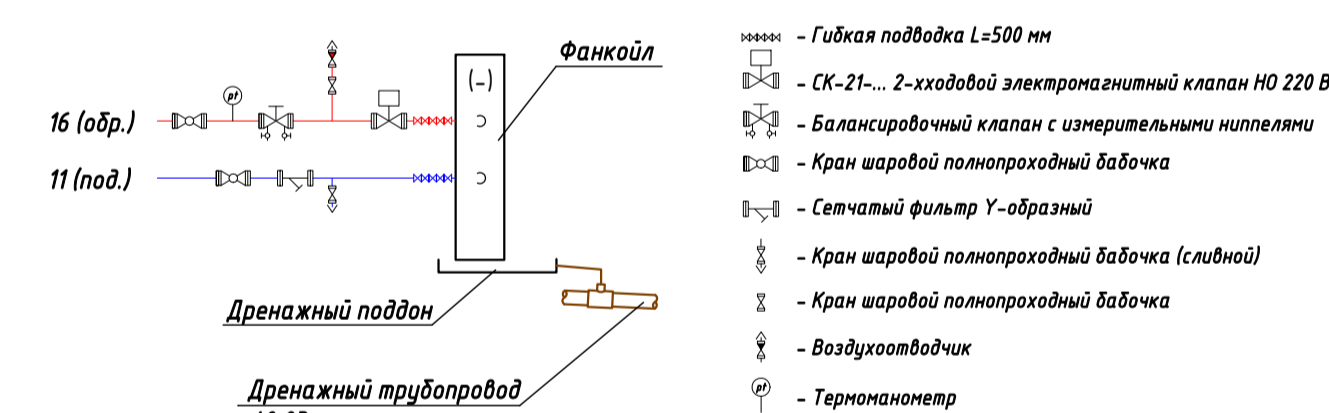 Фанкойл
(-)
16 (обр.)
pt
11 (под.)
Дренажный поддон
Дренажный трубопровод
- Гибкая подводка L=500 мм
- СК-21-... 2-хходовой электромагнитный клапан НО 220 В
- Балансировочный клапан с измерительными ниппелями
- Кран шаровой полнопроходный бабочка
- Сетчатый фильтр Y-образный
- Кран шаровой полнопроходный бабочка (сливной)
- Кран шаровой полнопроходный бабочка
- Воздухоотводчик
pt - Термоманометр